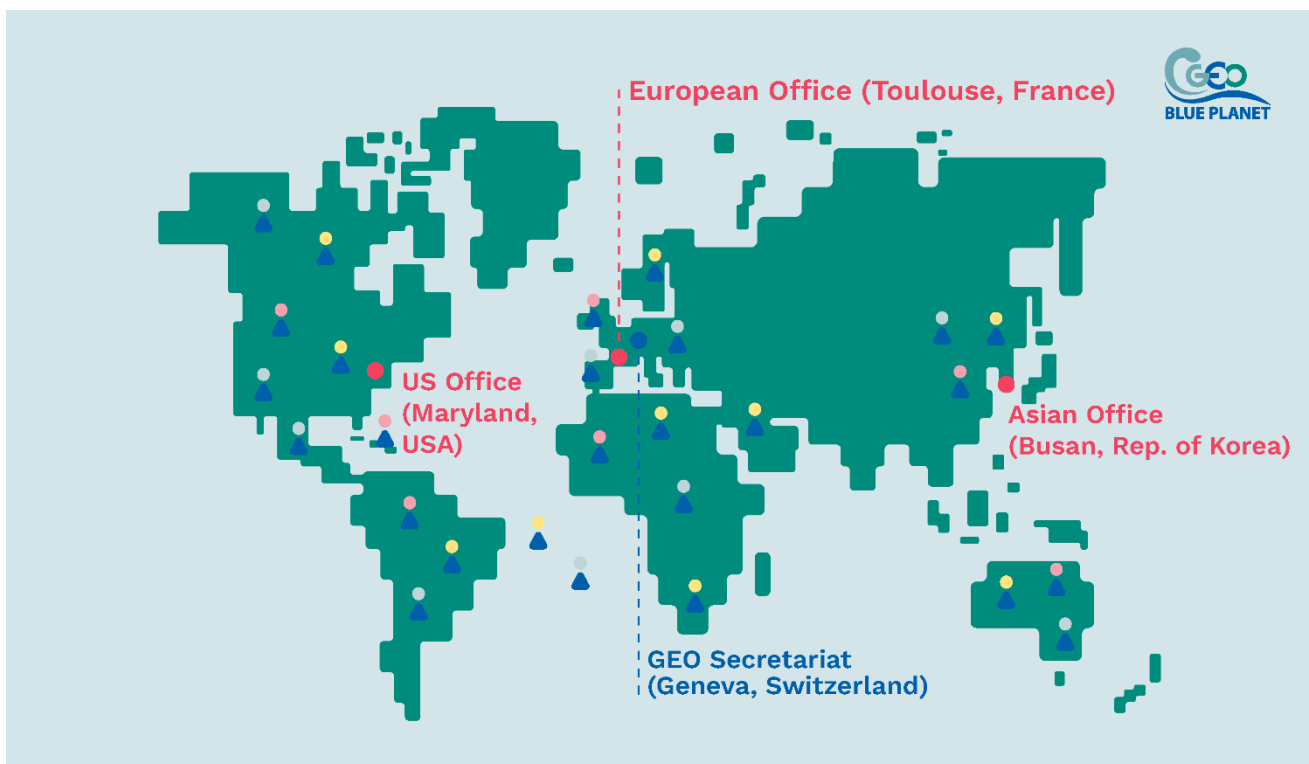 GEO
BLUE PLANET
European Office (Toulouse, France)
US Office
(Maryland,
USA)
Asian Office
(Busan, Rep. of Korea)
GEO Secretariat
(Geneva, Switzerland)